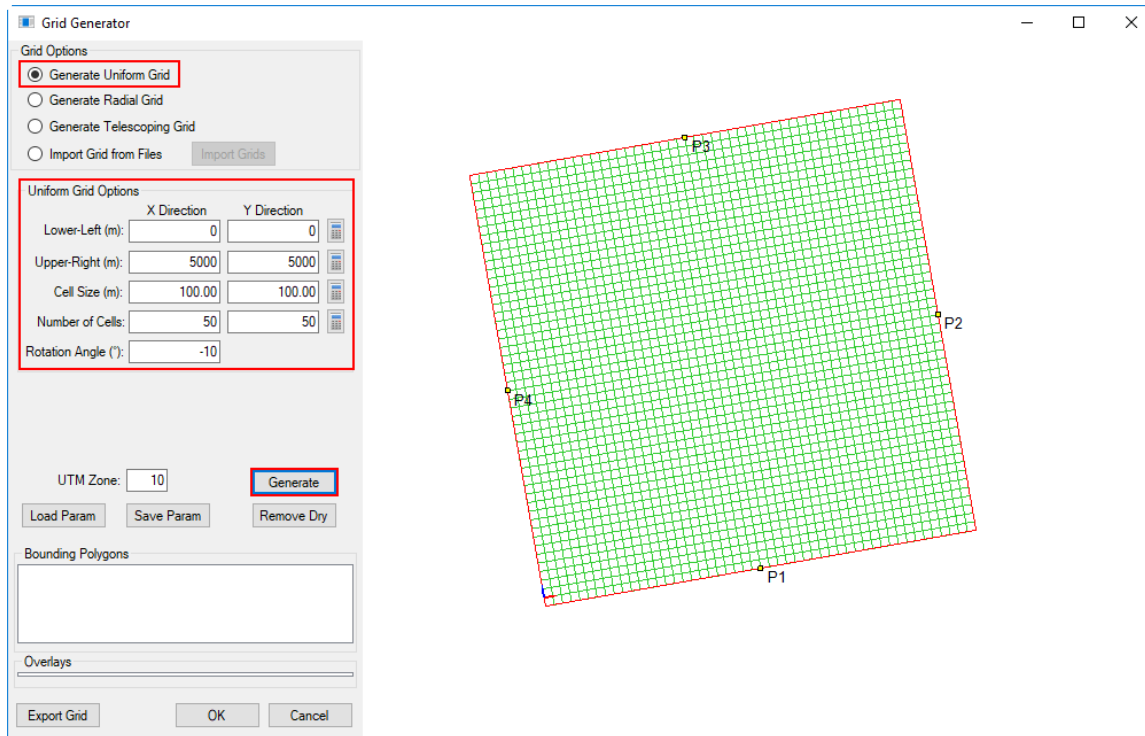 Grid Generator
Grid Options
Generate Uniform Grid
Generate Radial Grid
Generate Telescoping Grid
Import Grid from Files Import Grids
Uniform Grid Options
X Direction Y Direction
Lower-Left (m): 0 0
Upper-Right (m): 5000 5000
Cell Size (m): 100.00 100.00
Number of Cells: 50 50
Rotation Angle (°): -10
UTM Zone: 10 Generate
Load Param Save Param Remove Dry
Bounding Polygons
Overlays
Export Grid OK Cancel
P3
P2
P4
P1